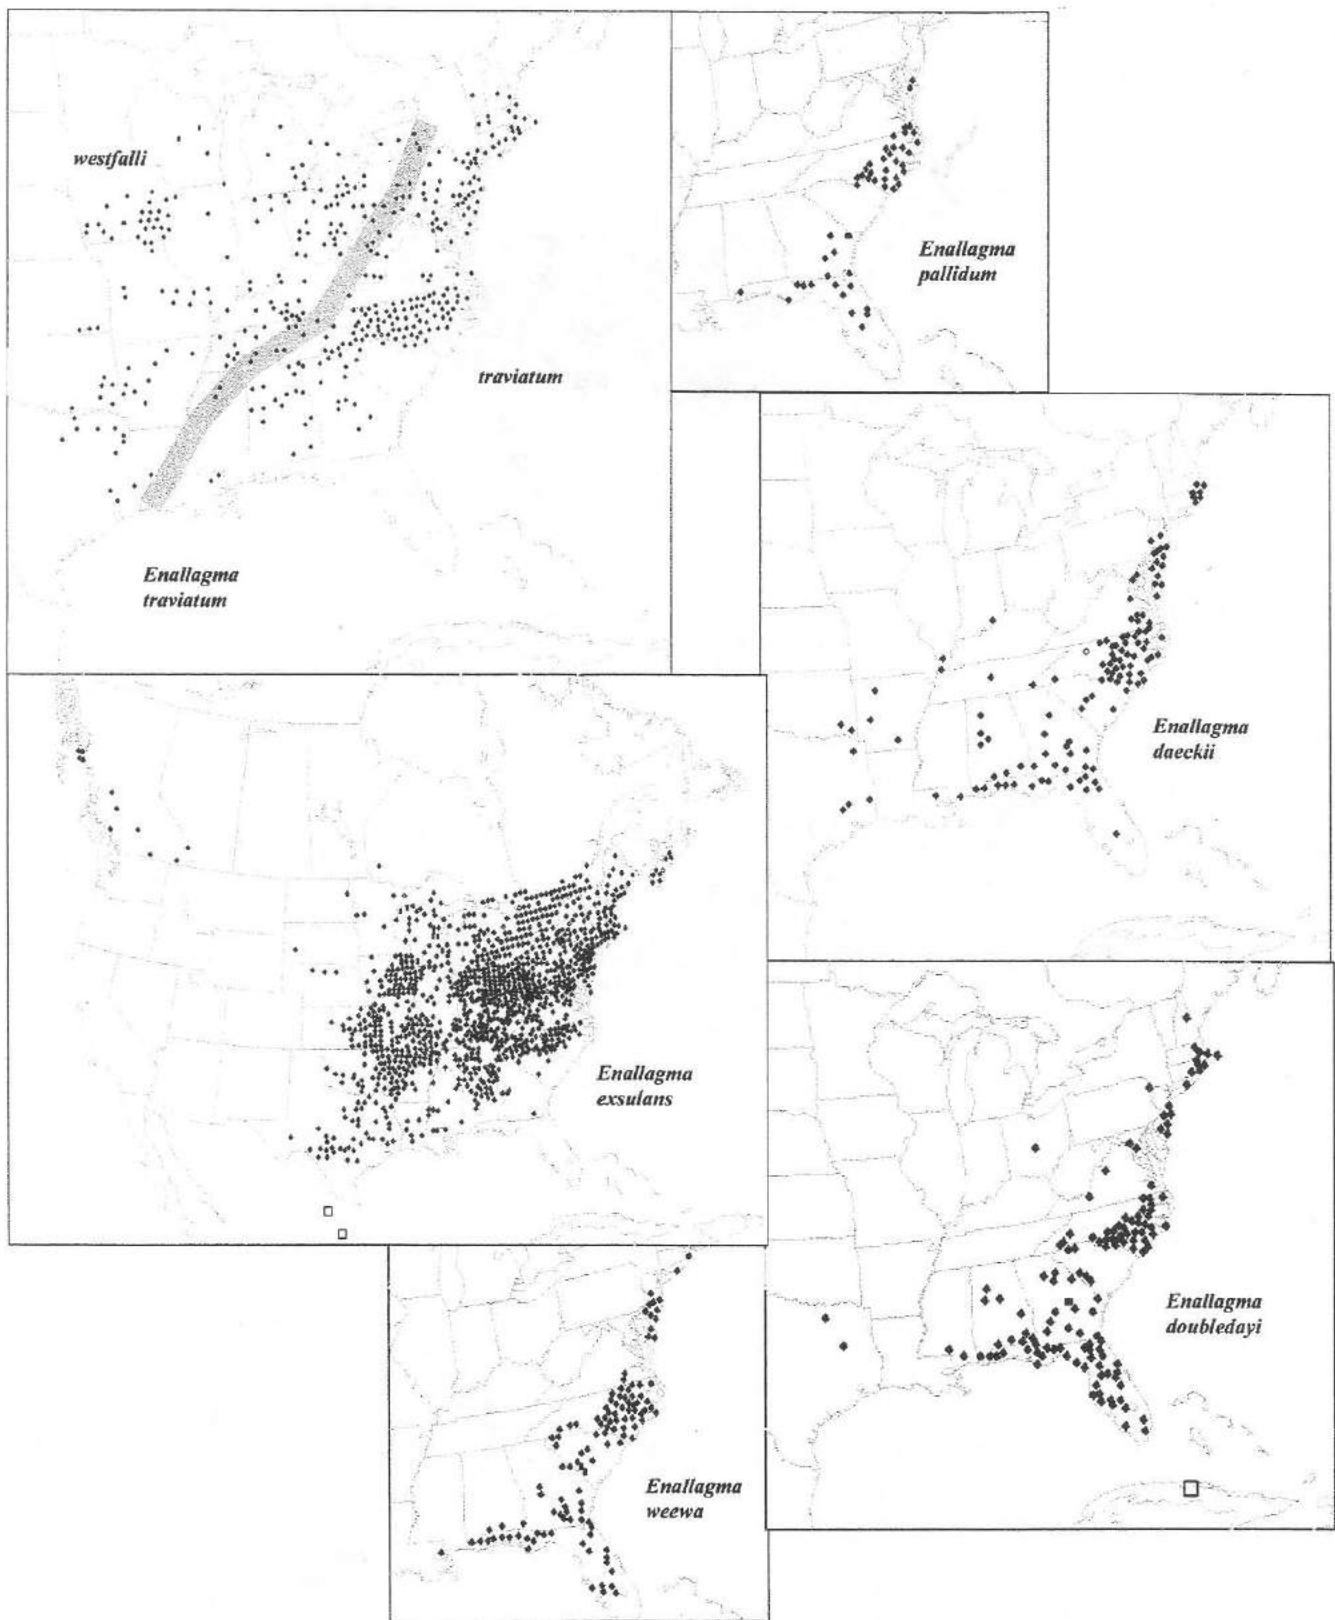 westfalli
traviatum
Enallagma
traviatum
Enallagma
pallidum
Enallagma
daeckii
Enallagma
exsulans
Enallagma
doubledayi
Enallagma
weewa